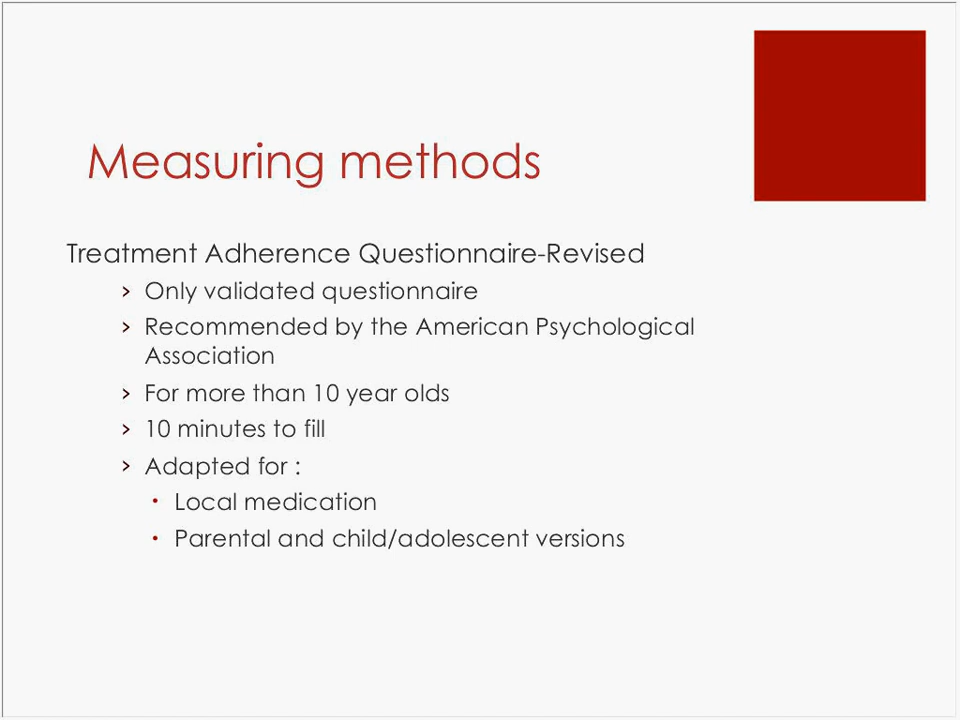 Measuring methods
Treatment Adherence Questionnaire-Revised
› Only validated questionnaire
› Recommended by the American Psychological
Association
› For more than 10 year olds
› 10 minutes to fill
› Adapted for :
• Local medication
• Parental and child/adolescent versions